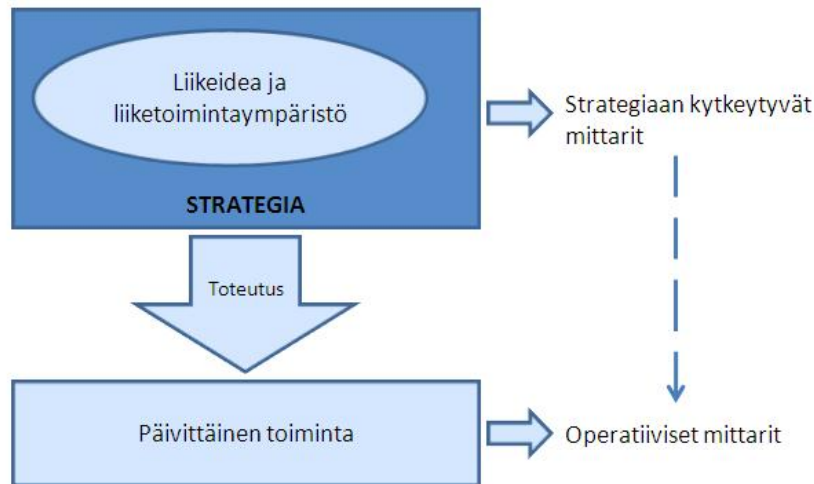 Liikeidea ja
liiketoimintaympäristö
Strategiaan kytkeytyvät
mittarit
STRATEGIA
Toteutus
Päivittäinen toiminta
Operatiiviset mittarit